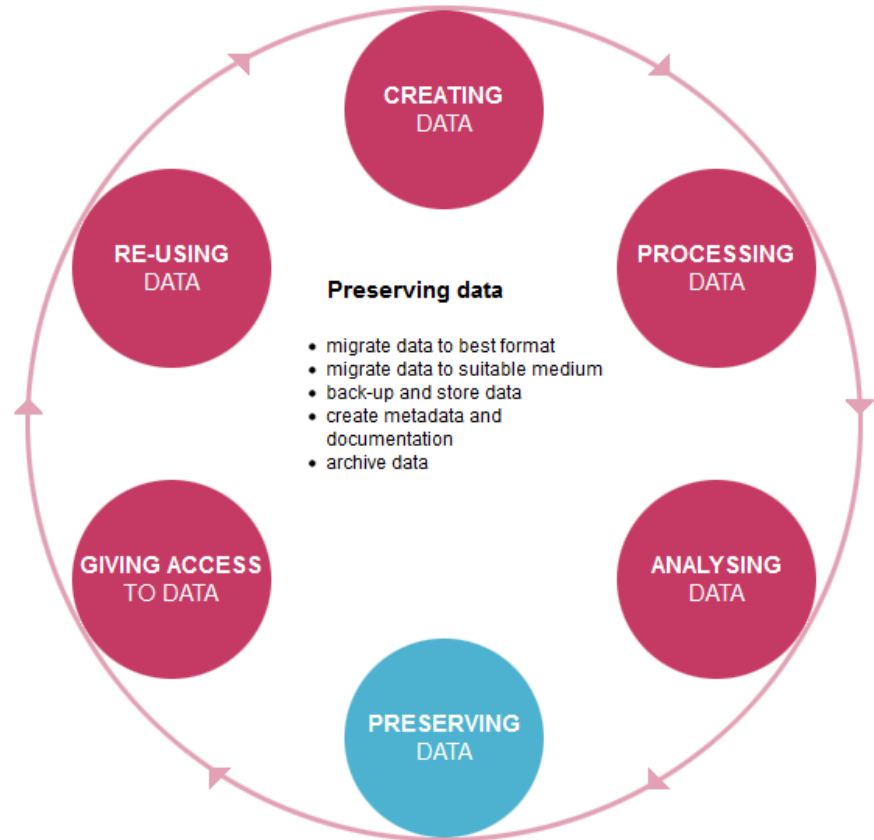 CREATING
DATA
PROCESSING
DATA
ANALYSING
DATA
PRESERVING
DATA
GIVING ACCESS
TO DATA
RE-USING
DATA
Preserving data
• migrate data to best format
• migrate data to suitable medium
• back-up and store data
• create metadata and
documentation
• archive data